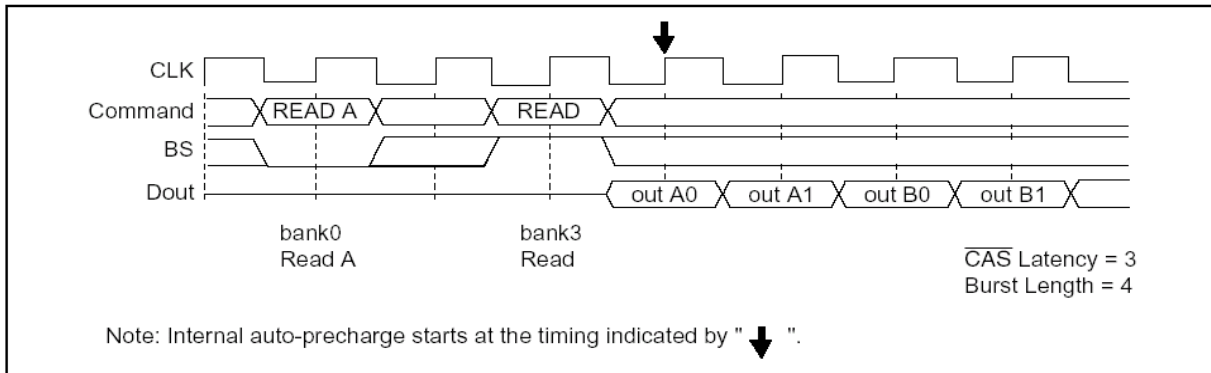 CLK
Command READ A READ
BS
Dout out A0 out A1 out B0 out B1
bank0 bank3
Read A Read
CAS Latency = 3
Burst Length = 4
Note: Internal auto-precharge starts at the timing indicated by " ".